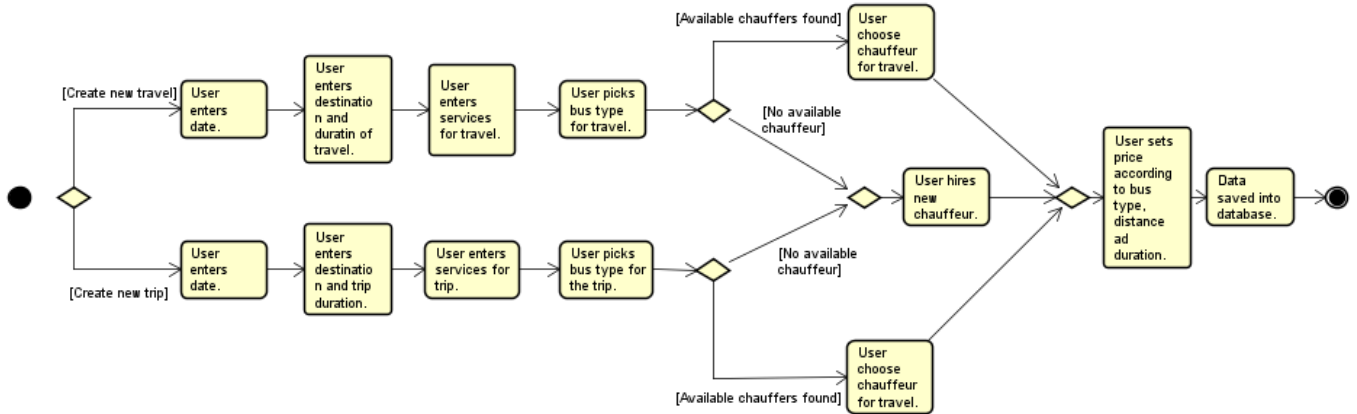 [Available chauffers found]
User
choose
chauffeur
for travel.
[Create new travel]
User
enters
date.
User
enters
destinatio
n and
duratin of
travel.
User
enters
services
for travel.
User picks
bus type
for travel.
[No available
chauffeur]
User hires
new
chauffeur.
User sets
price
according
to bus
type,
distance
ad
duration.
Data
saved into
database.
[Create new trip]
User
enters
date.
User
enters
destinatio
n and trip
duration.
User enters
services for
trip.
User picks
bus type for
the trip.
[No available
chauffeur]
[Available chauffers found]
User
choose
chauffeur
for travel.